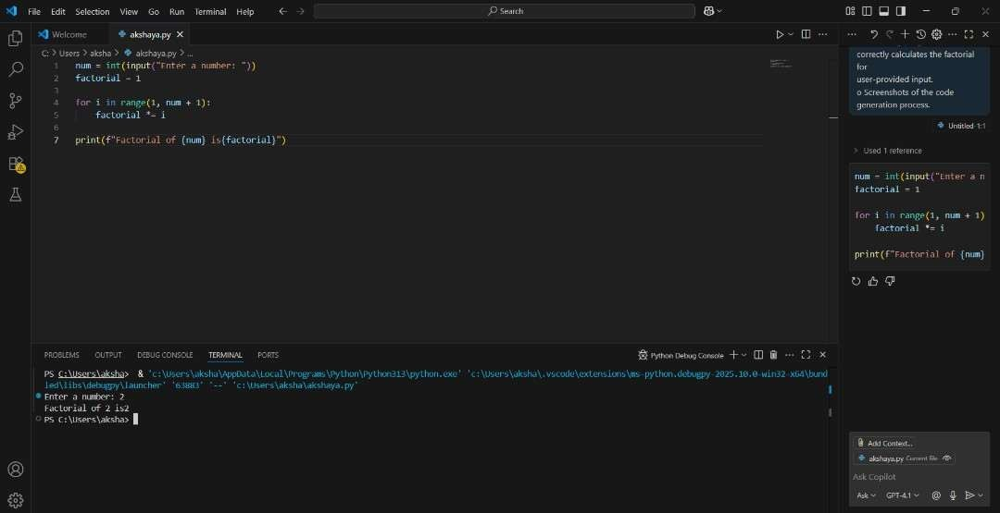 File Edit Selection View Go Run Terminal Help
Search
Welcome
akshaya.py
C: > Users > aksha > akshaya.py > ...
1 num = int(input("Enter a number: "))
2 factorial = 1
3
4 for i in range(1, num + 1):
5 factorial *= i
6
7 print(f"Factorial of {num} is{factorial}")
PROBLEMS OUTPUT DEBUG CONSOLE TERMINAL PORTS
Python Debug Console
PS C:\Users\aksha> & 'c:\Users\aksha\AppData\Local\Programs\Python\Python313\python.exe' 'c:\Users\aksha\.vscode\extensions\ms-python.debugpy-2025.10.0-win32-x64\bund
led\libs\debugpy\launcher' '63883' '--' 'c:\Users\aksha\akshaya.py'
Enter a number: 2
Factorial of 2 is2
PS C:\Users\aksha>
correctly calculates the factorial
for
user-provided input.
o Screenshots of the code
generation process.
Untitled-1:1
Used 1 reference
num = int(input("Enter a n
factorial = 1
for i in range(1, num + 1)
factorial *= i
print(f"Factorial of {num}
Add Context...
akshaya.py Current file
Ask Copilot
Ask GPT-4.1